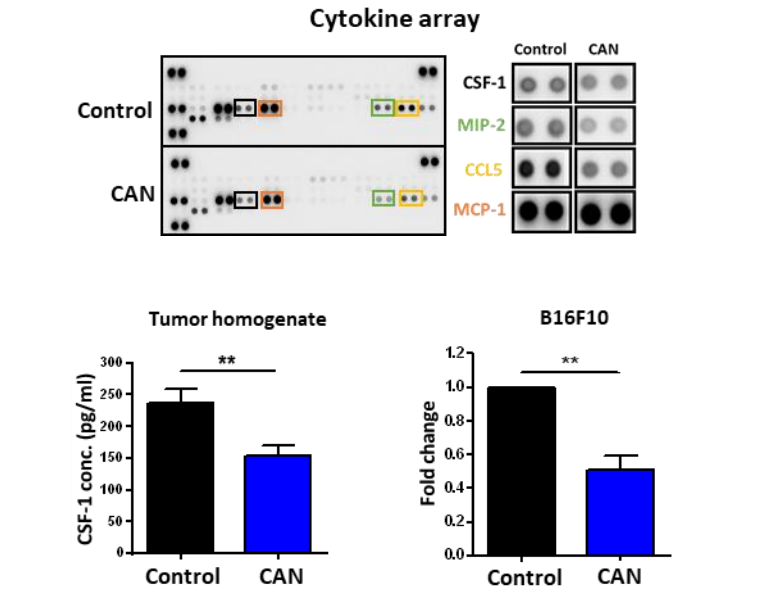 Cytokine array
Control CAN
Control
CAN
CSF-1
MIP-2
CCL5
MCP-1
Tumor homogenate
CSF-1 conc. (pg/ml)
300
250
200
150
100
50
0
**
Control CAN
B16F10
Fold change
1.2
1.0
0.8
0.6
0.4
0.2
0.0
**
Control CAN